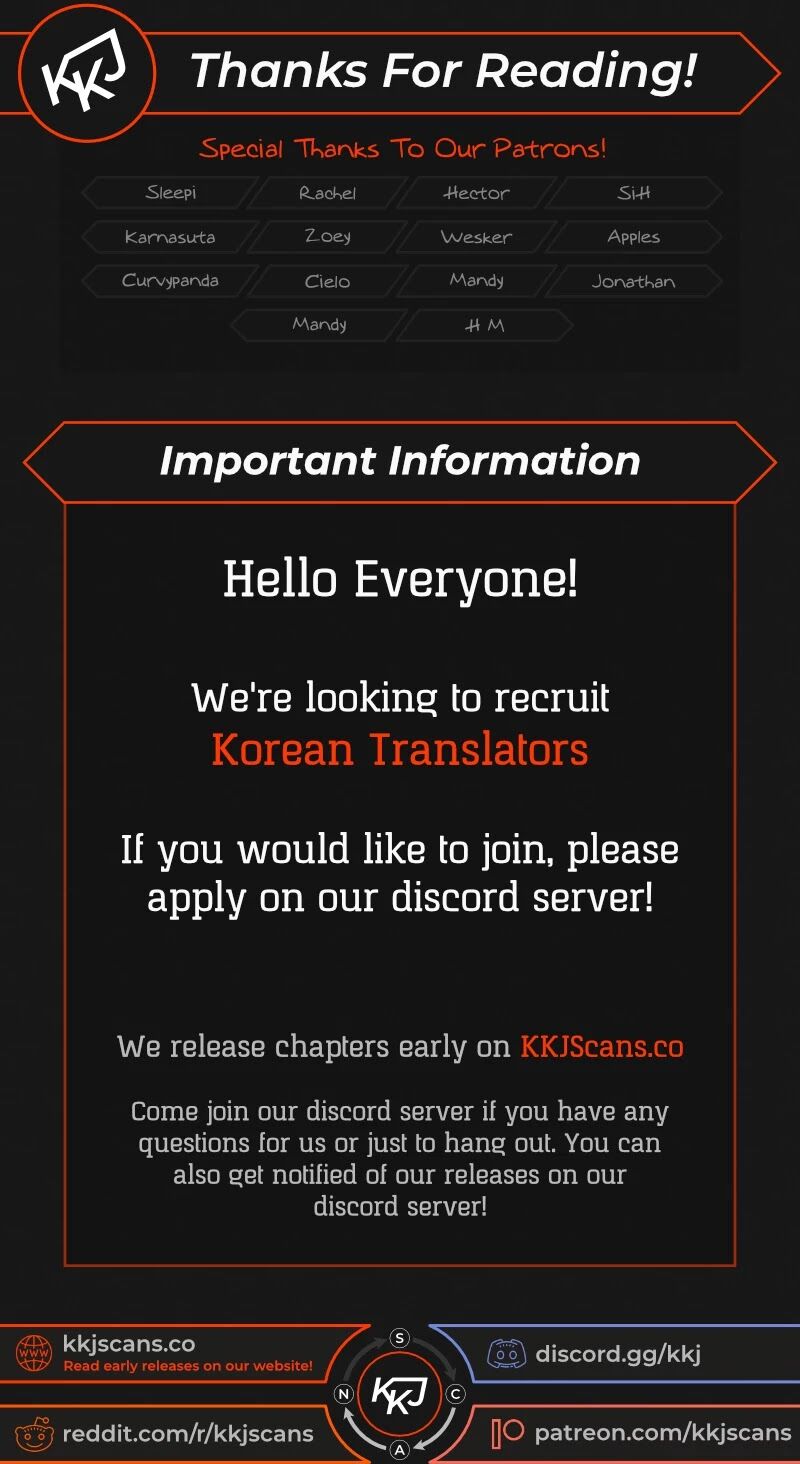 KKJ
Thanks For Reading!
Special Thanks To Our Patrons!
Sleepi Rachel Hector SiH
Karnasuta Zoey Wesker Apples
Curvypanda Cielo Mandy Jonathan
Mandy H M
Important Information
Hello Everyone!
We're looking to recruit
Korean Translators
If you would like to join, please
apply on our discord server!
We release chapters early on KKJScans.co
Come join our discord server if you have any
questions for us or just to hang out. You can
also get notified of our releases on our
discord server!
WWW
kkjscans.co
Read early releases on our website!
reddit.com/r/kkjscans
S
N
KKJ
C
A
discord.gg/kkj
patreon.com/kkjscans